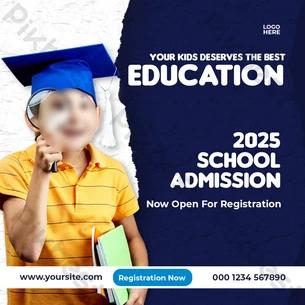 LOGO
HERE
YOUR KIDS DESERVES THE BEST
EDUCATION
2025
SCHOOL
ADMISSION
Now Open For Registration
www.yoursite.com
Registration Now
000 1234 567890